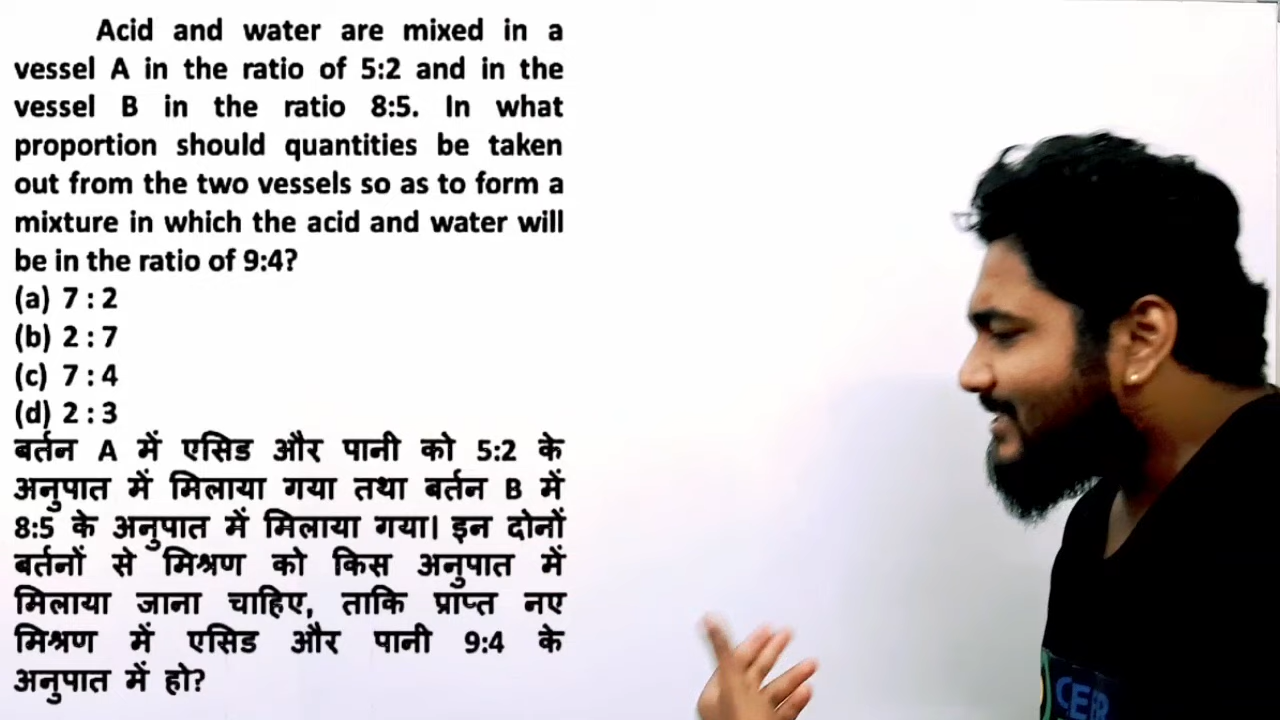 Acid and water are mixed in a
vessel A in the ratio of 5:2 and in the
vessel B in the ratio 8:5. In what
proportion should quantities be taken
out from the two vessels so as to form a
mixture in which the acid and water will
be in the ratio of 9:4?
(a) 7 : 2
(b) 2 : 7
(c) 7 : 4
(d) 2 : 3
बर्तन A में एसिड और पानी को 5:2 के
अनुपात में मिलाया गया तथा बर्तन B में
8:5 के अनुपात में मिलाया गया। इन दोनों
बर्तनों से मिश्रण को किस अनुपात में
मिलाया जाना चाहिए, ताकि प्राप्त नए
मिश्रण में एसिड और पानी 9:4 के
अनुपात में हो?